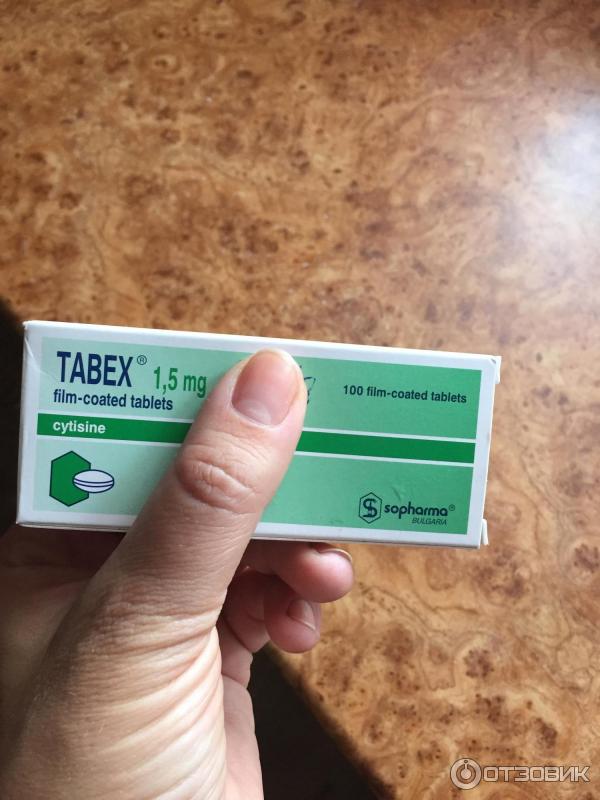 TABEX® 1,5 mg
film-coated tablets
100 film-coated tablets
cytisine
sopharma®
BULGARIA
ОТЗОВИК